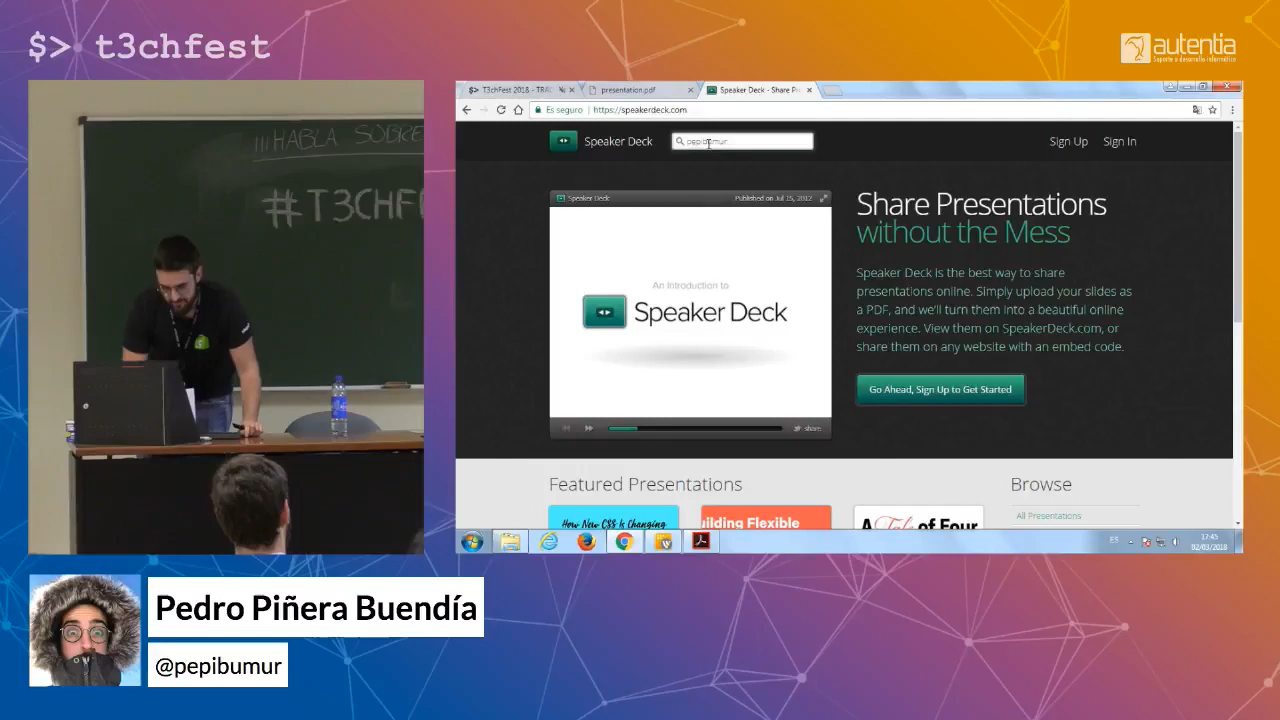 $> t3chfest
autentia
Soporte a desarrollo informático
¡¡¡HABLA SOBRE
#T3CHF
T3chFest 2018 - TRA
presentation.pdf
Speaker Deck - Share Pr
Es seguro
https://speakerdeck.com
Speaker Deck
pepibumur
Sign Up
Sign In
Speaker Deck
Published on Jul 15, 2012
An Introduction to
Speaker Deck
share
Share Presentations
without the Mess
Speaker Deck is the best way to share
presentations online. Simply upload your slides
as a PDF, and we'll turn them into a beautiful online
experience. View them on SpeakerDeck.com, or
share them on any website with an embed code.
Go Ahead, Sign Up to Get Started
Featured Presentations
Browse
How New CSS Is Changing
uilding Flexible
A Tale of Four
All Presentations
ES
17:45
02/03/2018
Pedro Piñera Buendía
@pepibumur